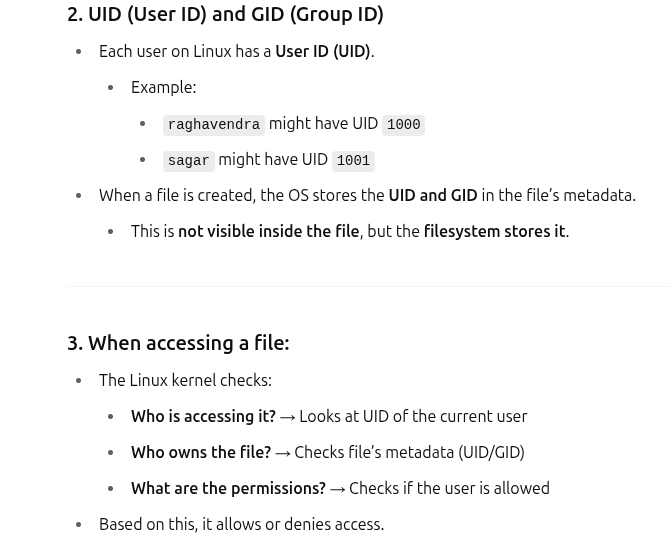 2. UID (User ID) and GID (Group ID)
Each user on Linux has a User ID (UID).
Example:
raghavendra might have UID 1000
sagar might have UID 1001
When a file is created, the OS stores the UID and GID in the file’s metadata.
This is not visible inside the file, but the filesystem stores it.
3. When accessing a file:
The Linux kernel checks:
Who is accessing it? → Looks at UID of the current user
Who owns the file? → Checks file’s metadata (UID/GID)
What are the permissions? → Checks if the user is allowed
Based on this, it allows or denies access.